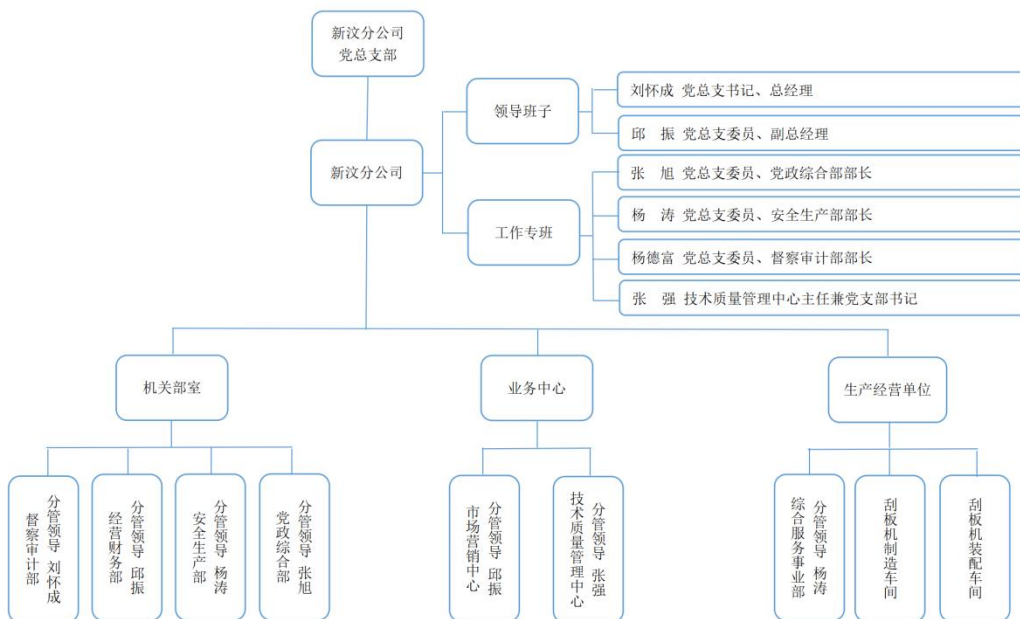 新汶分公司
党总支部
领导班子
刘怀成 党总支书记、总经理
邱　振 党总支委员、副总经理
新汶分公司
工作专班
张　旭 党总支委员、党政综合部部长
杨　涛 党总支委员、安全生产部部长
杨德富 党总支委员、督察审计部部长
张　强 技术质量管理中心主任兼党支部书记
机关部室
业务中心
生产经营单位
督察审计部
分管领导 刘怀成
经营财务部
分管领导 邱振
安全生产部
分管领导 杨涛
党政综合部
分管领导 张旭
市场营销中心
分管领导 邱振
技术质量管理中心
分管领导 张强
综合服务事业部
分管领导 杨涛
刮板机制造车间
刮板机装配车间